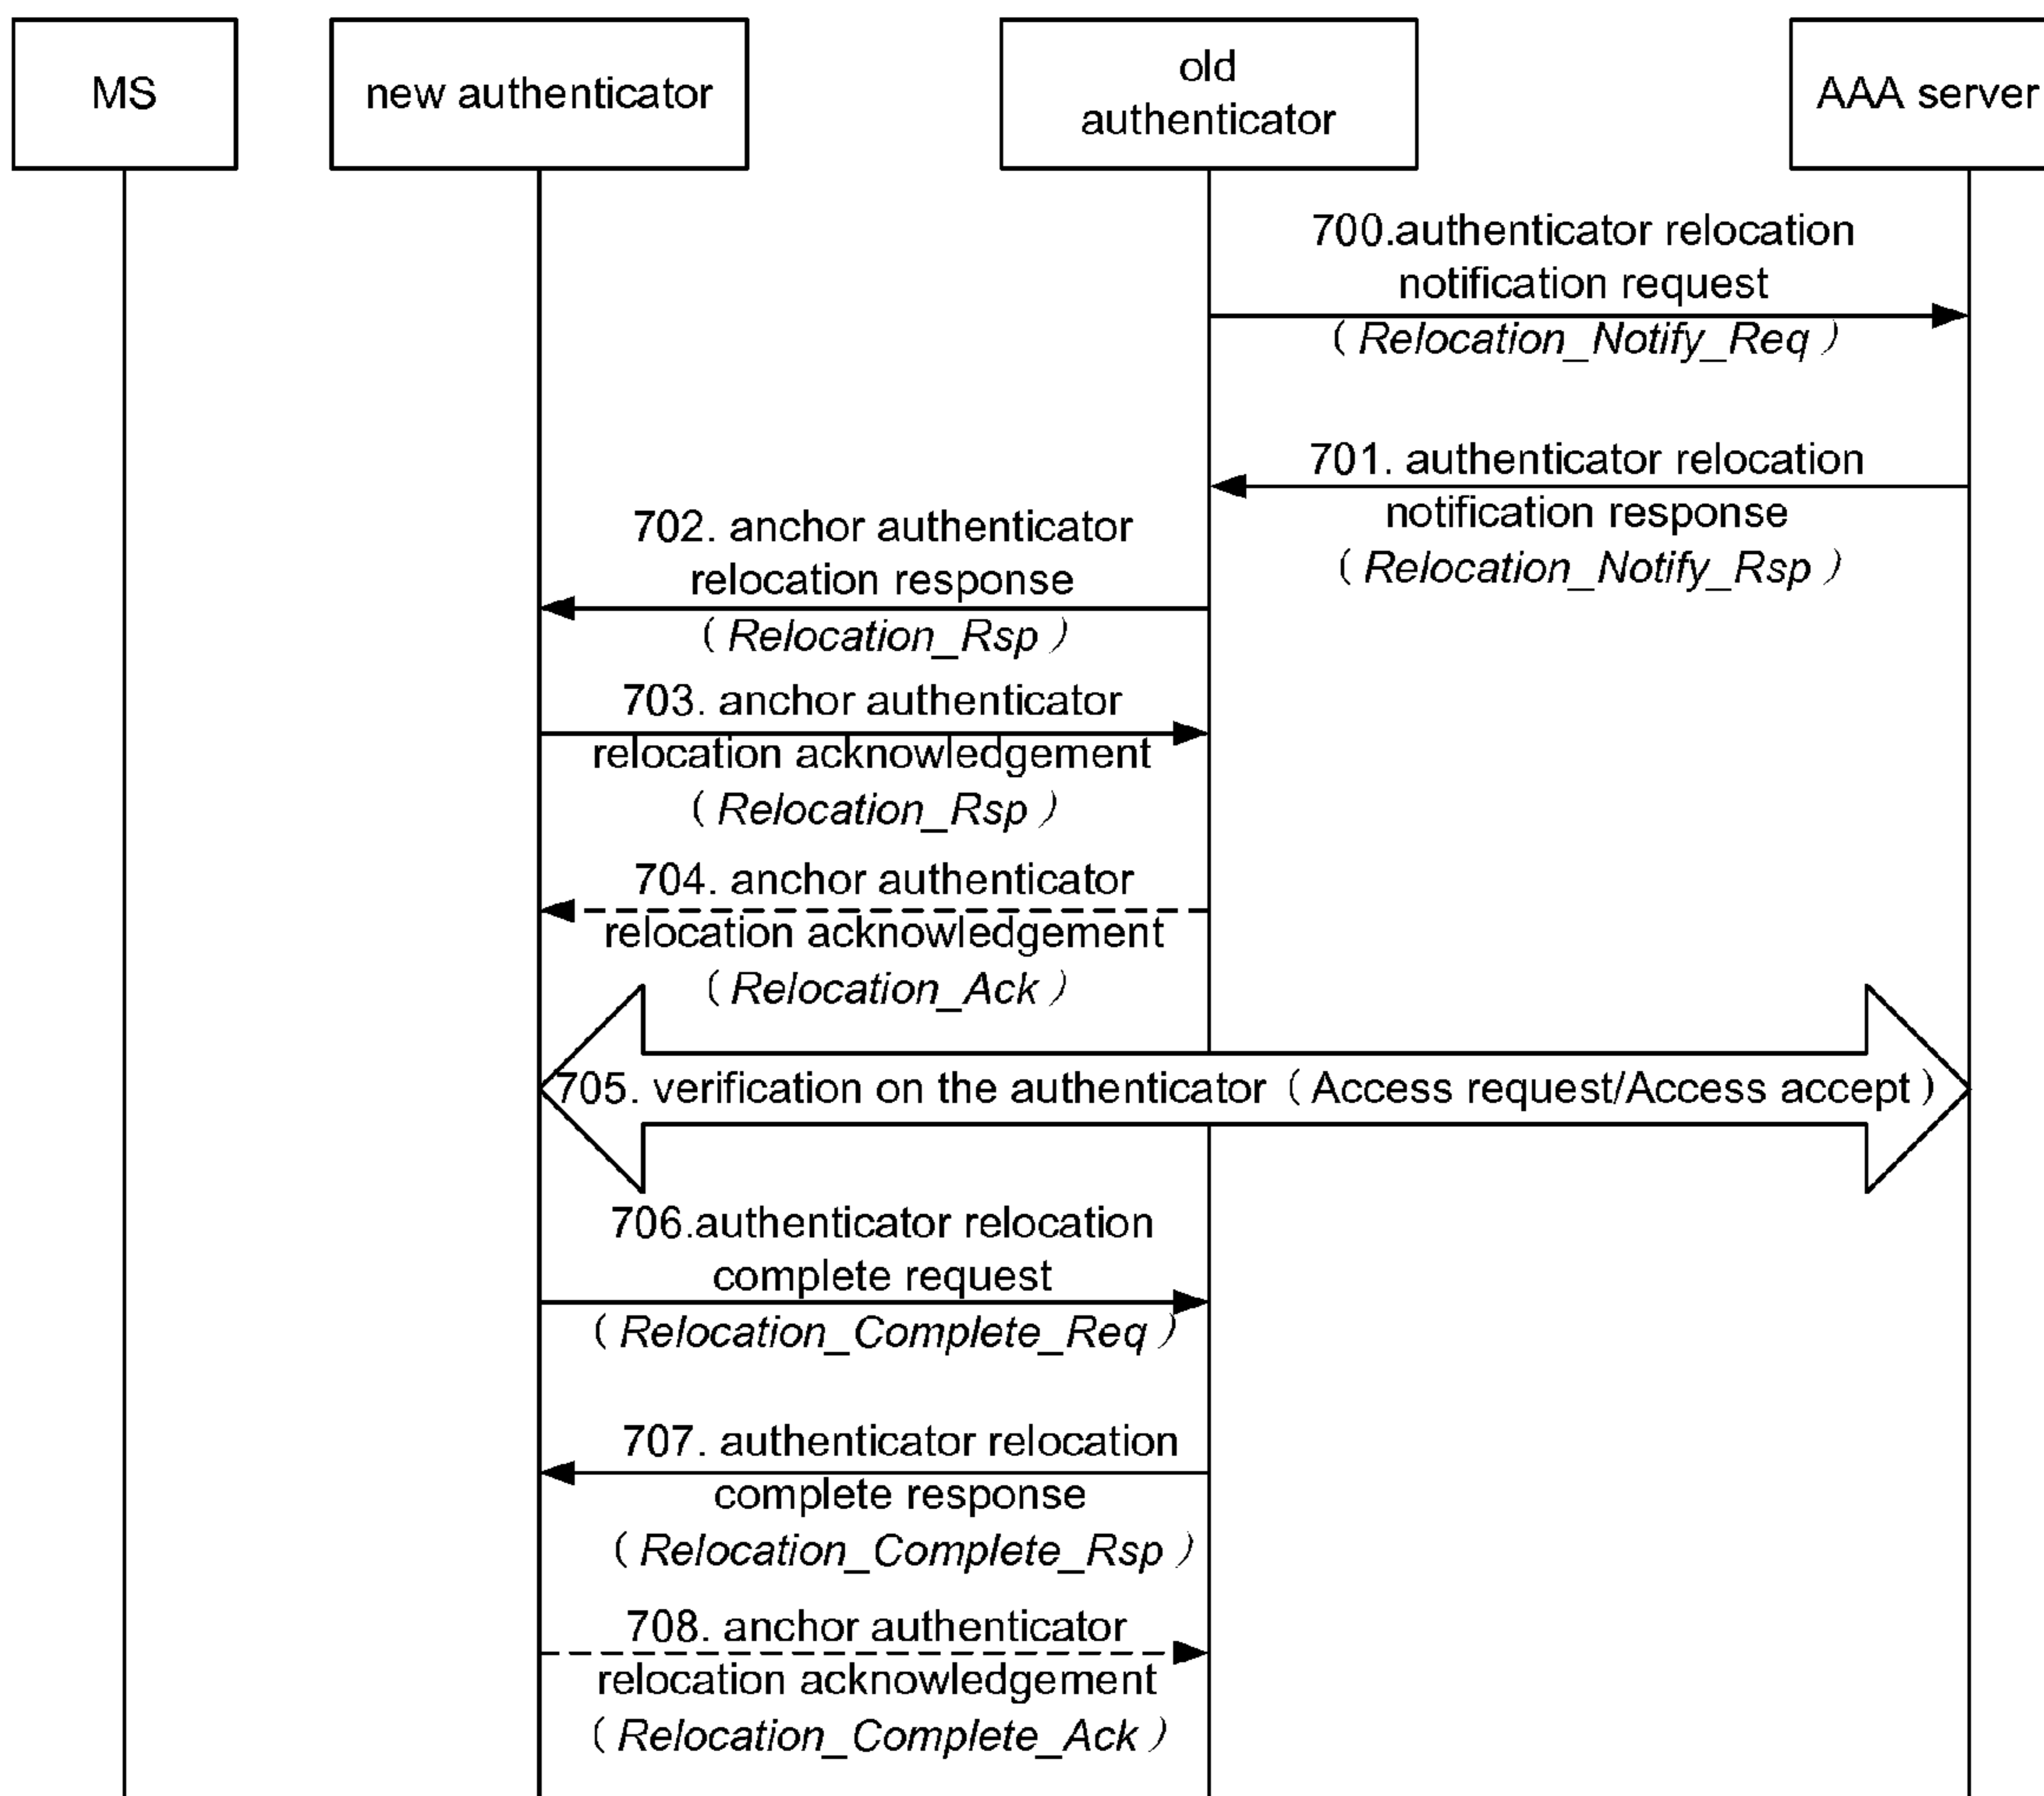 MS
new authenticator
old
authenticator
AAA server
700.authenticator relocation
notification request
(Relocation_Notify_Req)
701. authenticator relocation
notification response
(Relocation_Notify_Rsp)
702. anchor authenticator
relocation response
(Relocation_Rsp)
703. anchor authenticator
relocation acknowledgement
(Relocation_Rsp)
704. anchor authenticator
relocation acknowledgement
(Relocation_Ack)
705. verification on the authenticator (Access request/Access accept)
706.authenticator relocation
complete request
(Relocation_Complete_Req)
707. authenticator relocation
complete response
(Relocation_Complete_Rsp)
708. anchor authenticator
relocation acknowledgement
(Relocation_Complete_Ack)